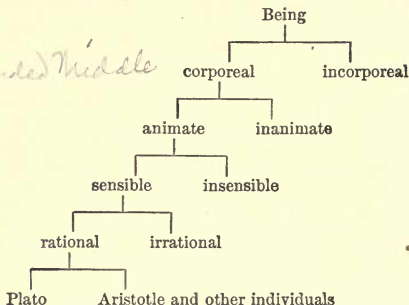 Being
corporeal incorporeal
Middle
animate inanimate
sensible insensible
rational irrational
Plato Aristotle and other individuals